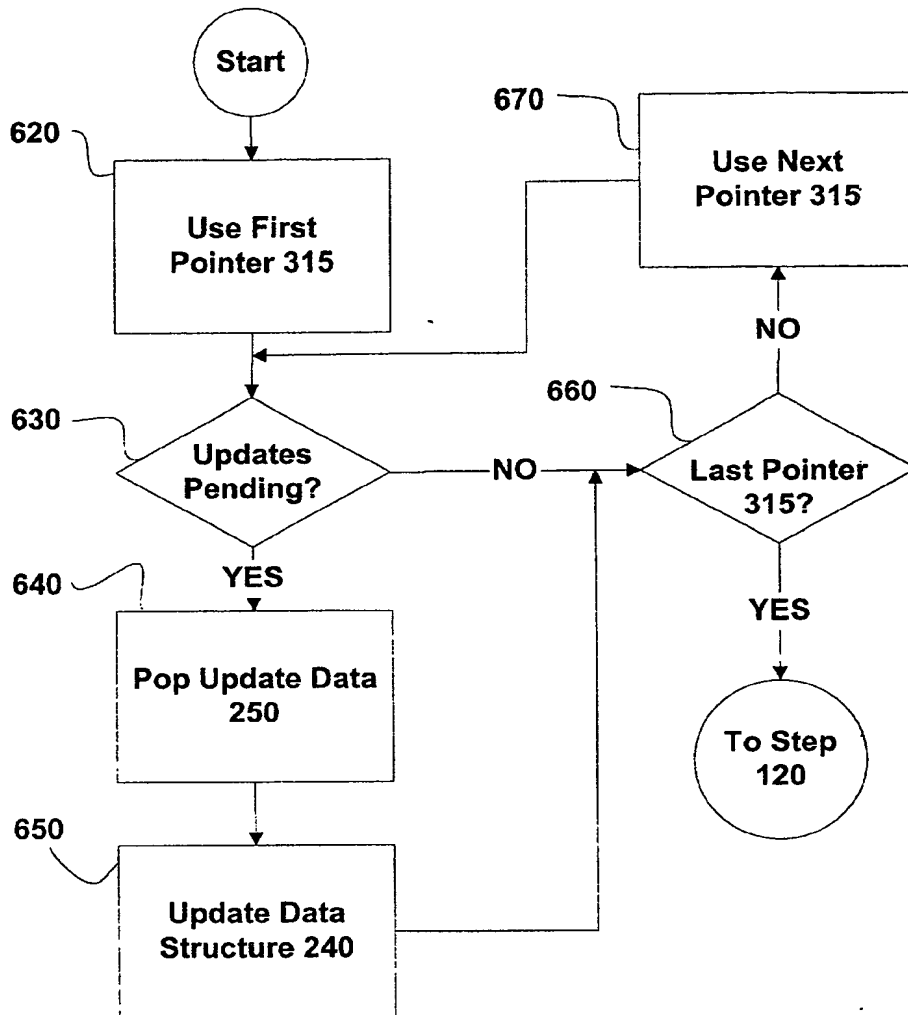 Start
620
Use First
Pointer 315
670
Use Next
Pointer 315
NO
630
Updates
Pending?
NO
660
Last Pointer
315?
YES
640
Pop Update Data
250
YES
To Step
120
650
Update Data
Structure 240